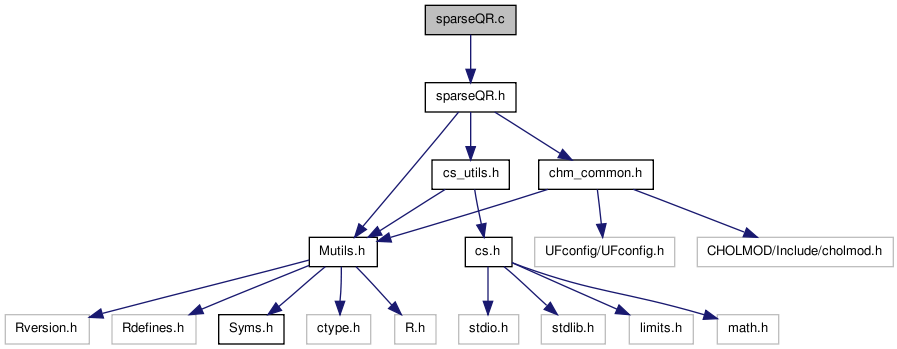 sparseQR.c
sparseQR.h
cs_utils.h
chm_common.h
Mutils.h
cs.h
UFconfig/UFconfig.h
CHOLMOD/Include/cholmod.h
Rversion.h
Rdefines.h
Syms.h
ctype.h
R.h
stdio.h
stdlib.h
limits.h
math.h